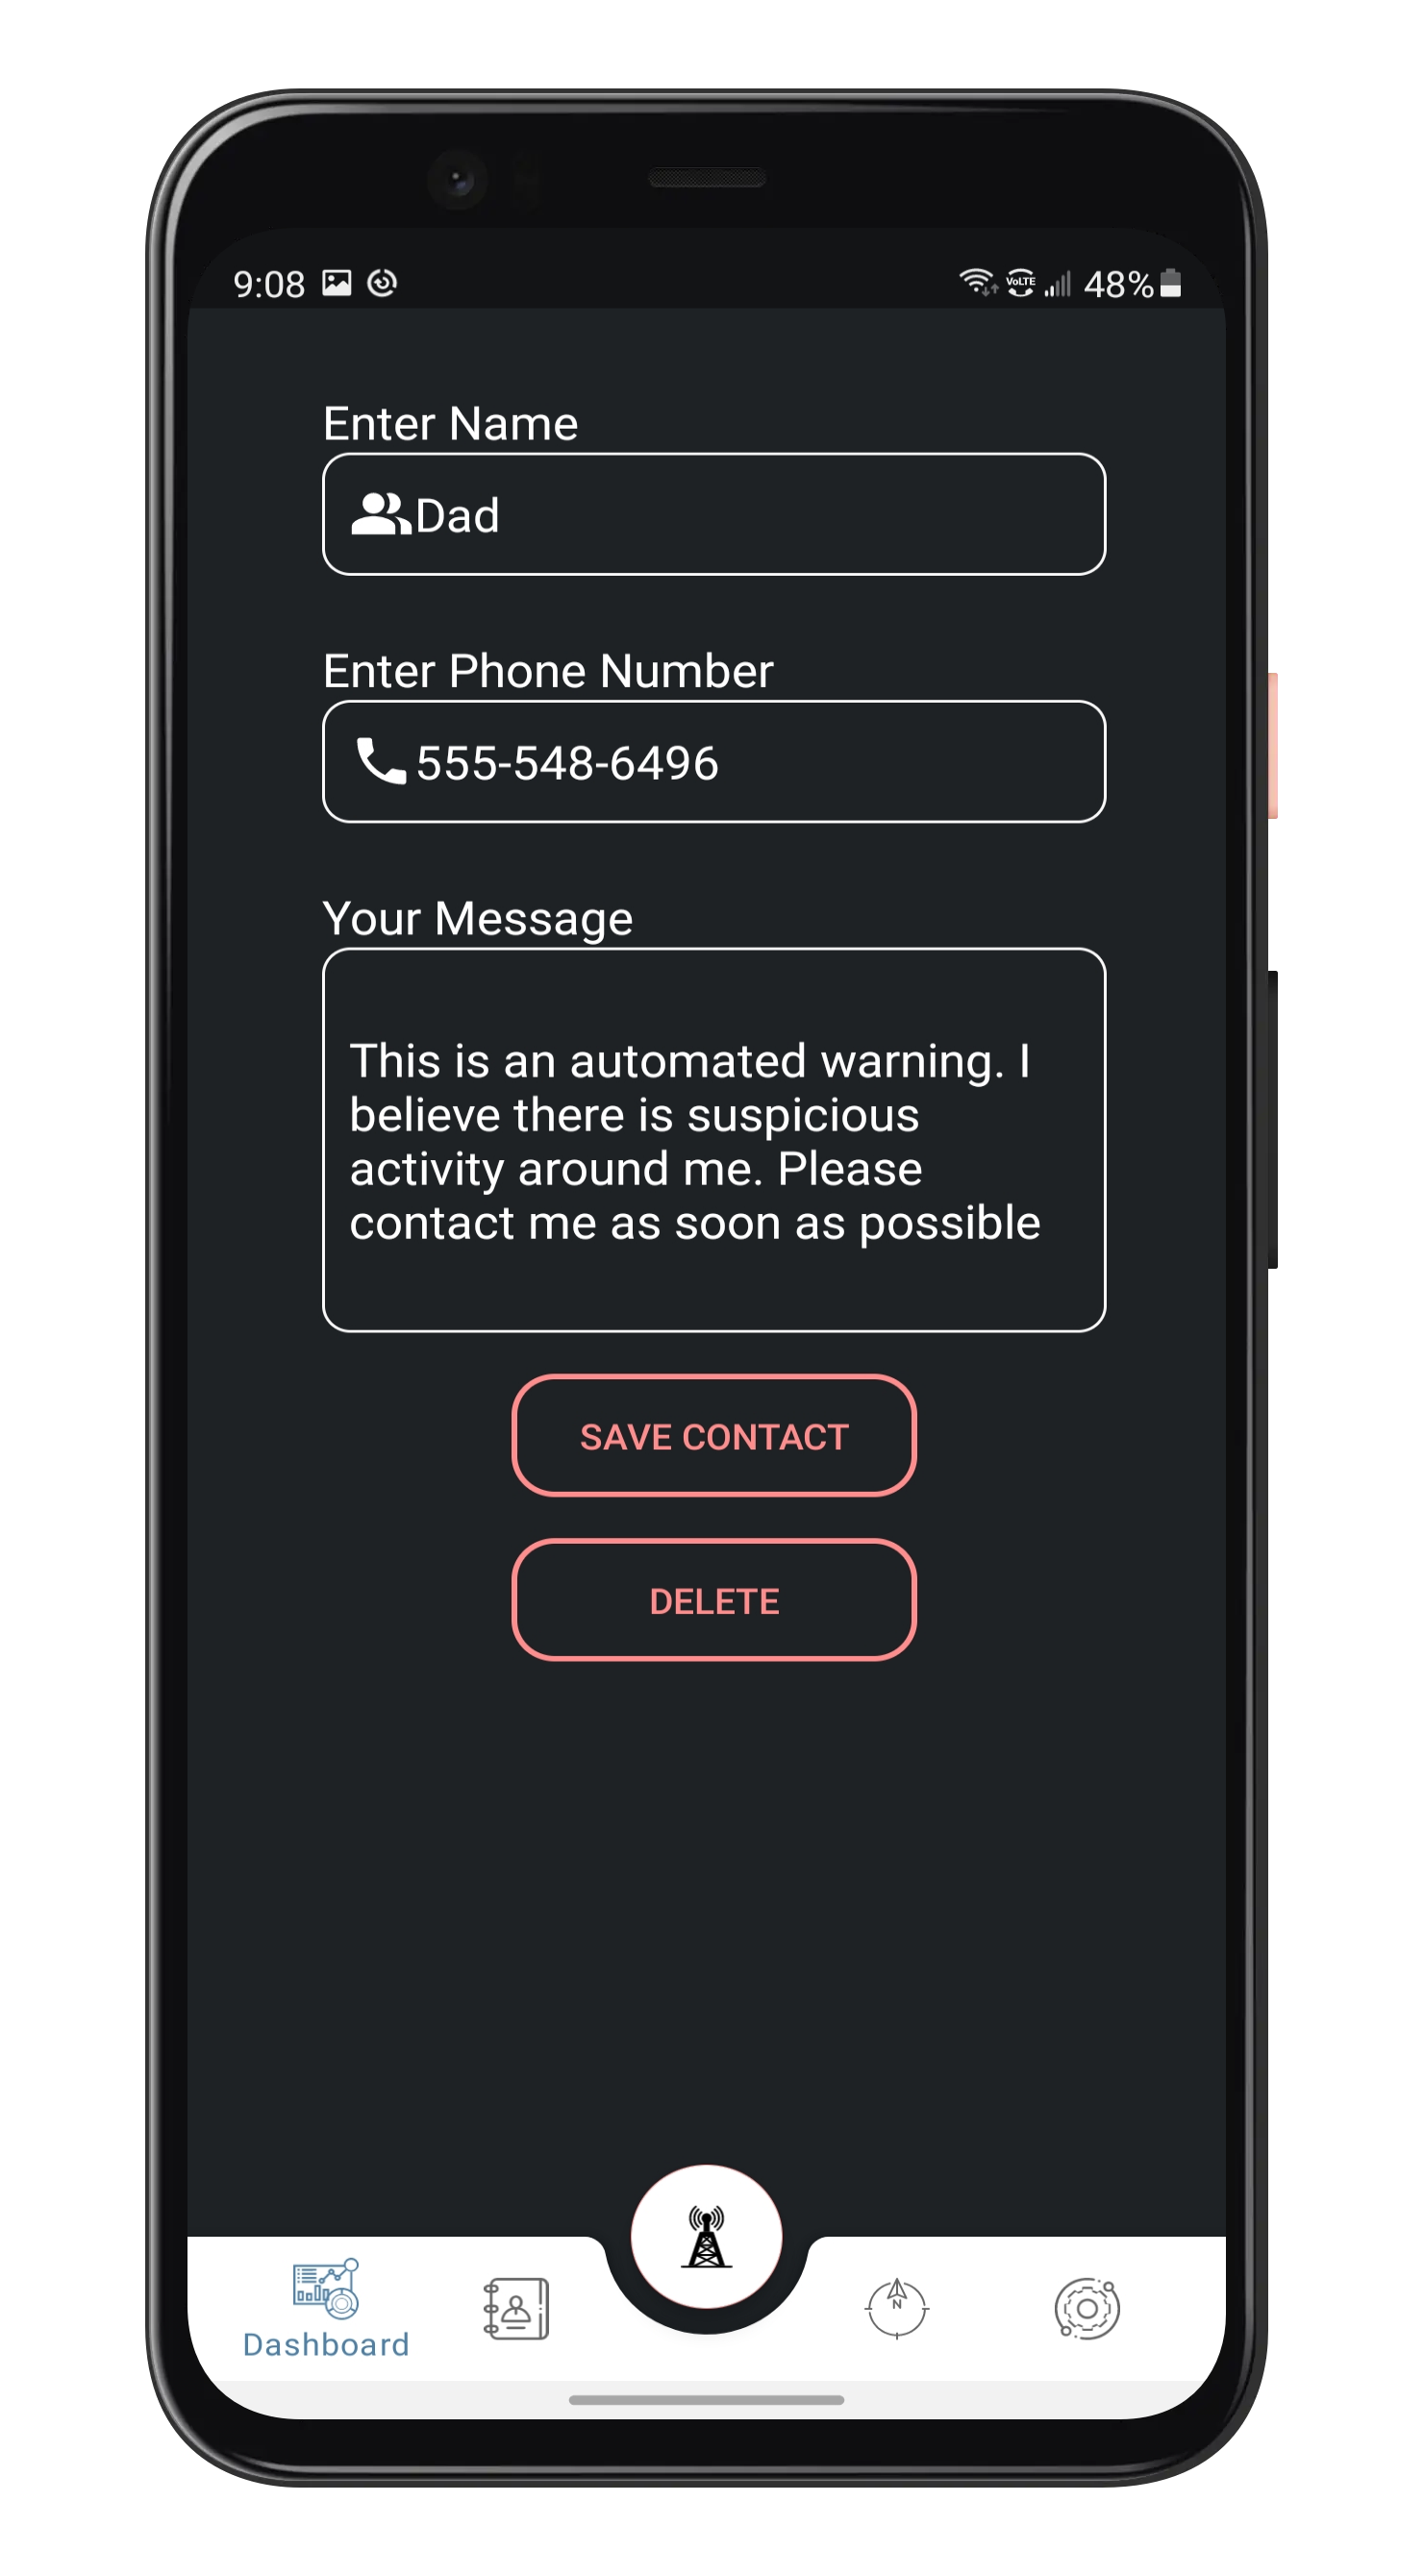 9:08 VoLTE 48%
Enter Name
Dad
Enter Phone Number
555-548-6496
Your Message
This is an automated warning. I
believe there is suspicious
activity around me. Please
contact me as soon as possible
SAVE CONTACT
DELETE
N
Dashboard